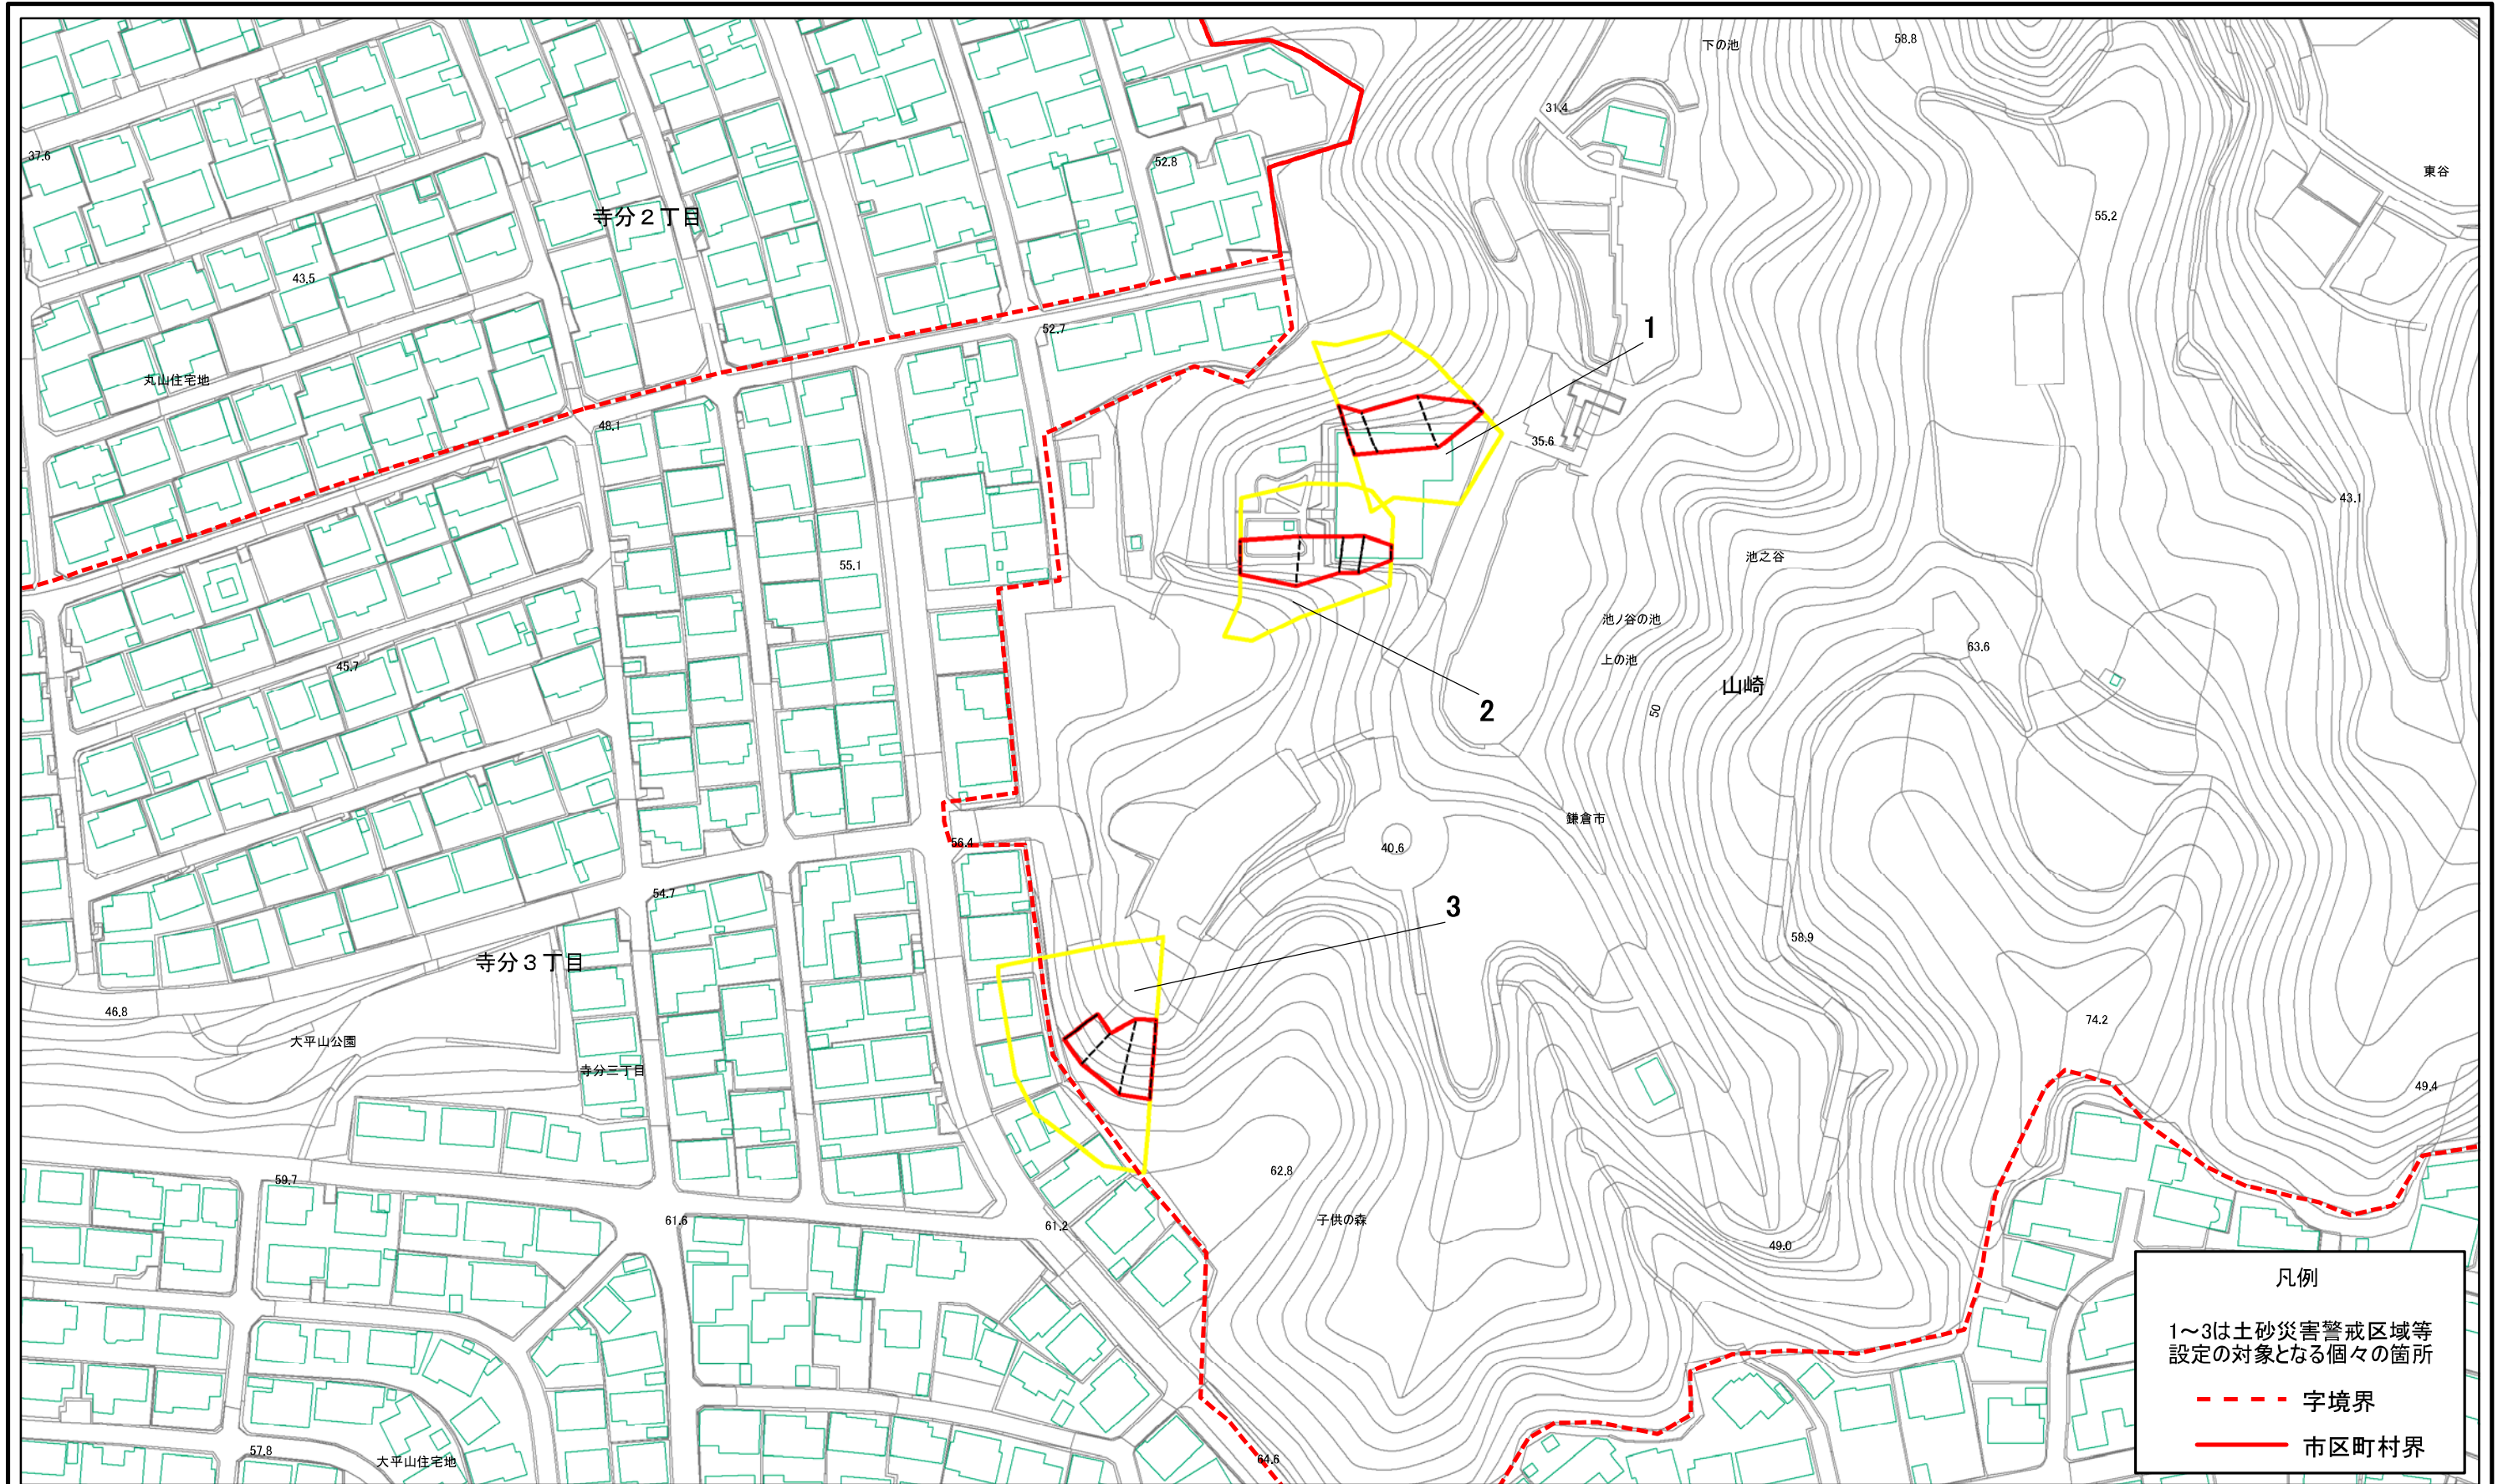 下の池
58.8
31.4
37.6
52.8
東谷
寺分2丁目
55.2
43.5
52.7
1
丸山住宅地
48.1
35.6
43.1
55.1
池之谷
池ノ谷の池
63.6
45.7
上の池
山崎
50
2
鎌倉市
56.4
40.6
54.7
3
58.9
寺分3丁目
46.8
74.2
大平山公園
寺分三丁目
49.4
62.8
59.7
61.6
61.2
子供の森
49.0
57.8
大平山住宅地
64.6
凡例
1～3は土砂災害警戒区域等
設定の対象となる個々の箇所
字境界
市区町村界